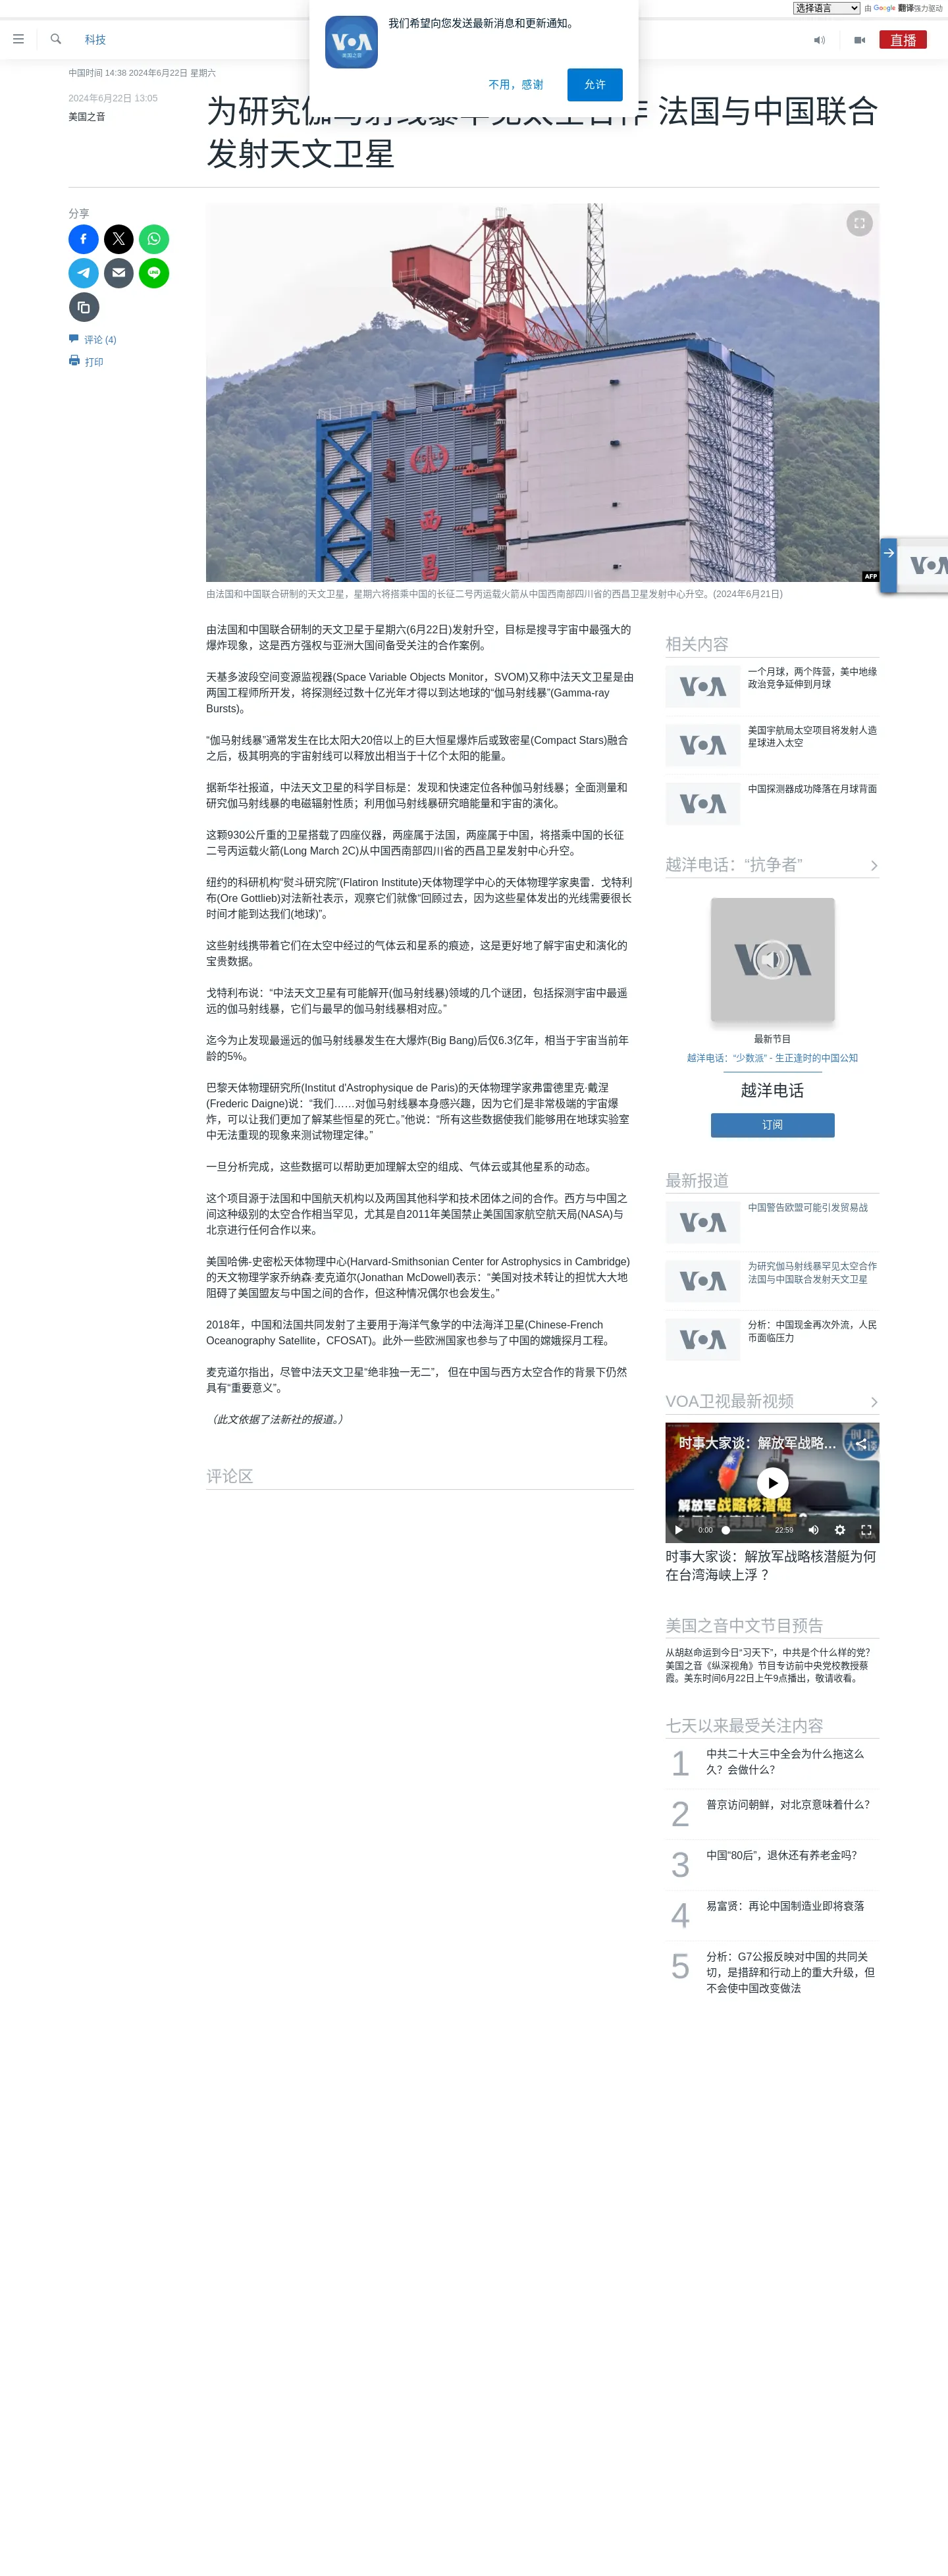 选择语言
由 Google 翻译强力驱动
科技
直播
我们希望向您发送最新消息和更新通知。
VOA
美国之音
不用，感谢
允许
中国时间 14:38 2024年6月22日 星期六
2024年6月22日 13:05
美国之音
法国与中国联合
发射天文卫星
分享
评论 (4)
打印
西
昌
AFP
由法国和中国联合研制的天文卫星，星期六将搭乘中国的长征二号丙运载火箭从中国西南部四川省的西昌卫星发射中心升空。(2024年6月21日)
由法国和中国联合研制的天文卫星于星期六(6月22日)发射升空，目标是搜寻宇宙中最强大的
爆炸现象，这是西方强权与亚洲大国间备受关注的合作案例。
天基多波段空间变源监视器(Space Variable Objects Monitor，SVOM)又称中法天文卫星是由
两国工程师所开发，将探测经过数十亿光年才得以到达地球的“伽马射线暴”(Gamma-ray
Bursts)。
“伽马射线暴”通常发生在比太阳大20倍以上的巨大恒星爆炸后或致密星(Compact Stars)融合
之后，极其明亮的宇宙射线可以释放出相当于十亿个太阳的能量。
据新华社报道，中法天文卫星的科学目标是：发现和快速定位各种伽马射线暴；全面测量和
研究伽马射线暴的电磁辐射性质；利用伽马射线暴研究暗能量和宇宙的演化。
这颗930公斤重的卫星搭载了四座仪器，两座属于法国，两座属于中国，将搭乘中国的长征
二号丙运载火箭(Long March 2C)从中国西南部四川省的西昌卫星发射中心升空。
纽约的科研机构“熨斗研究院”(Flatiron Institute)天体物理学中心的天体物理学家奥雷．戈特利
布(Ore Gottlieb)对法新社表示，观察它们就像“回顾过去，因为这些星体发出的光线需要很长
时间才能到达我们(地球)”。
这些射线携带着它们在太空中经过的气体云和星系的痕迹，这是更好地了解宇宙史和演化的
宝贵数据。
戈特利布说：“中法天文卫星有可能解开(伽马射线暴)领域的几个谜团，包括探测宇宙中最遥
远的伽马射线暴，它们与最早的伽马射线暴相对应。”
迄今为止发现最遥远的伽马射线暴发生在大爆炸(Big Bang)后仅6.3亿年，相当于宇宙当前年
龄的5%。
巴黎天体物理研究所(Institut d'Astrophysique de Paris)的天体物理学家弗雷德里克·戴涅
(Frederic Daigne)说：“我们……对伽马射线暴本身感兴趣，因为它们是非常极端的宇宙爆
炸，可以让我们更加了解某些恒星的死亡。”他说：“所有这些数据使我们能够用在地球实验室
中无法重现的现象来测试物理定律。”
一旦分析完成，这些数据可以帮助更加理解太空的组成、气体云或其他星系的动态。
这个项目源于法国和中国航天机构以及两国其他科学和技术团体之间的合作。西方与中国之
间这种级别的太空合作相当罕见，尤其是自2011年美国禁止美国国家航空航天局(NASA)与
北京进行任何合作以来。
美国哈佛-史密松天体物理中心(Harvard-Smithsonian Center for Astrophysics in Cambridge)
的天文物理学家乔纳森·麦克道尔(Jonathan McDowell)表示：“美国对技术转让的担忧大大地
阻碍了美国盟友与中国之间的合作，但这种情况偶尔也会发生。”
2018年，中国和法国共同发射了主要用于海洋气象学的中法海洋卫星(Chinese-French
Oceanography Satellite，CFOSAT)。此外一些欧洲国家也参与了中国的嫦娥探月工程。
麦克道尔指出，尽管中法天文卫星“绝非独一无二”， 但在中国与西方太空合作的背景下仍然
具有“重要意义”。
（此文依据了法新社的报道。）
评论区
相关内容
VOA
一个月球，两个阵营，美中地缘
政治竞争延伸到月球
VOA
美国宇航局太空项目将发射人造
星球进入太空
VOA
中国探测器成功降落在月球背面
越洋电话：“抗争者”
VOA
最新节目
越洋电话：“少数派” - 生正逢时的中国公知
越洋电话
订阅
最新报道
VOA
中国警告欧盟可能引发贸易战
VOA
为研究伽马射线暴罕见太空合作
法国与中国联合发射天文卫星
VOA
分析：中国现金再次外流，人民
币面临压力
VOA卫视最新视频
时事大家谈：解放军战略…
时事
大家谈
解放军战略核潜艇
0:00
22:59
时事大家谈：解放军战略核潜艇为何
在台湾海峡上浮 ？
美国之音中文节目预告
从胡赵命运到今日“习天下”，中共是个什么样的党？
美国之音《纵深视角》节目专访前中央党校教授蔡
霞。美东时间6月22日上午9点播出，敬请收看。
七天以来最受关注内容
1
中共二十大三中全会为什么拖这么
久？会做什么？
2
普京访问朝鲜，对北京意味着什么？
3
中国“80后”，退休还有养老金吗？
4
易富贤：再论中国制造业即将衰落
5
分析：G7公报反映对中国的共同关
切，是措辞和行动上的重大升级，但
不会使中国改变做法